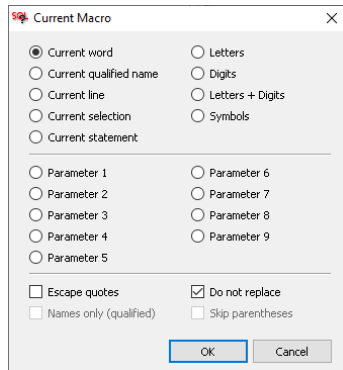 SQL Current Macro
Current word
Letters
Current qualified name
Digits
Current line
Letters + Digits
Current selection
Symbols
Current statement
Parameter 1
Parameter 6
Parameter 2
Parameter 7
Parameter 3
Parameter 8
Parameter 4
Parameter 9
Parameter 5
Escape quotes
Do not replace
Names only (qualified)
Skip parentheses
OK
Cancel